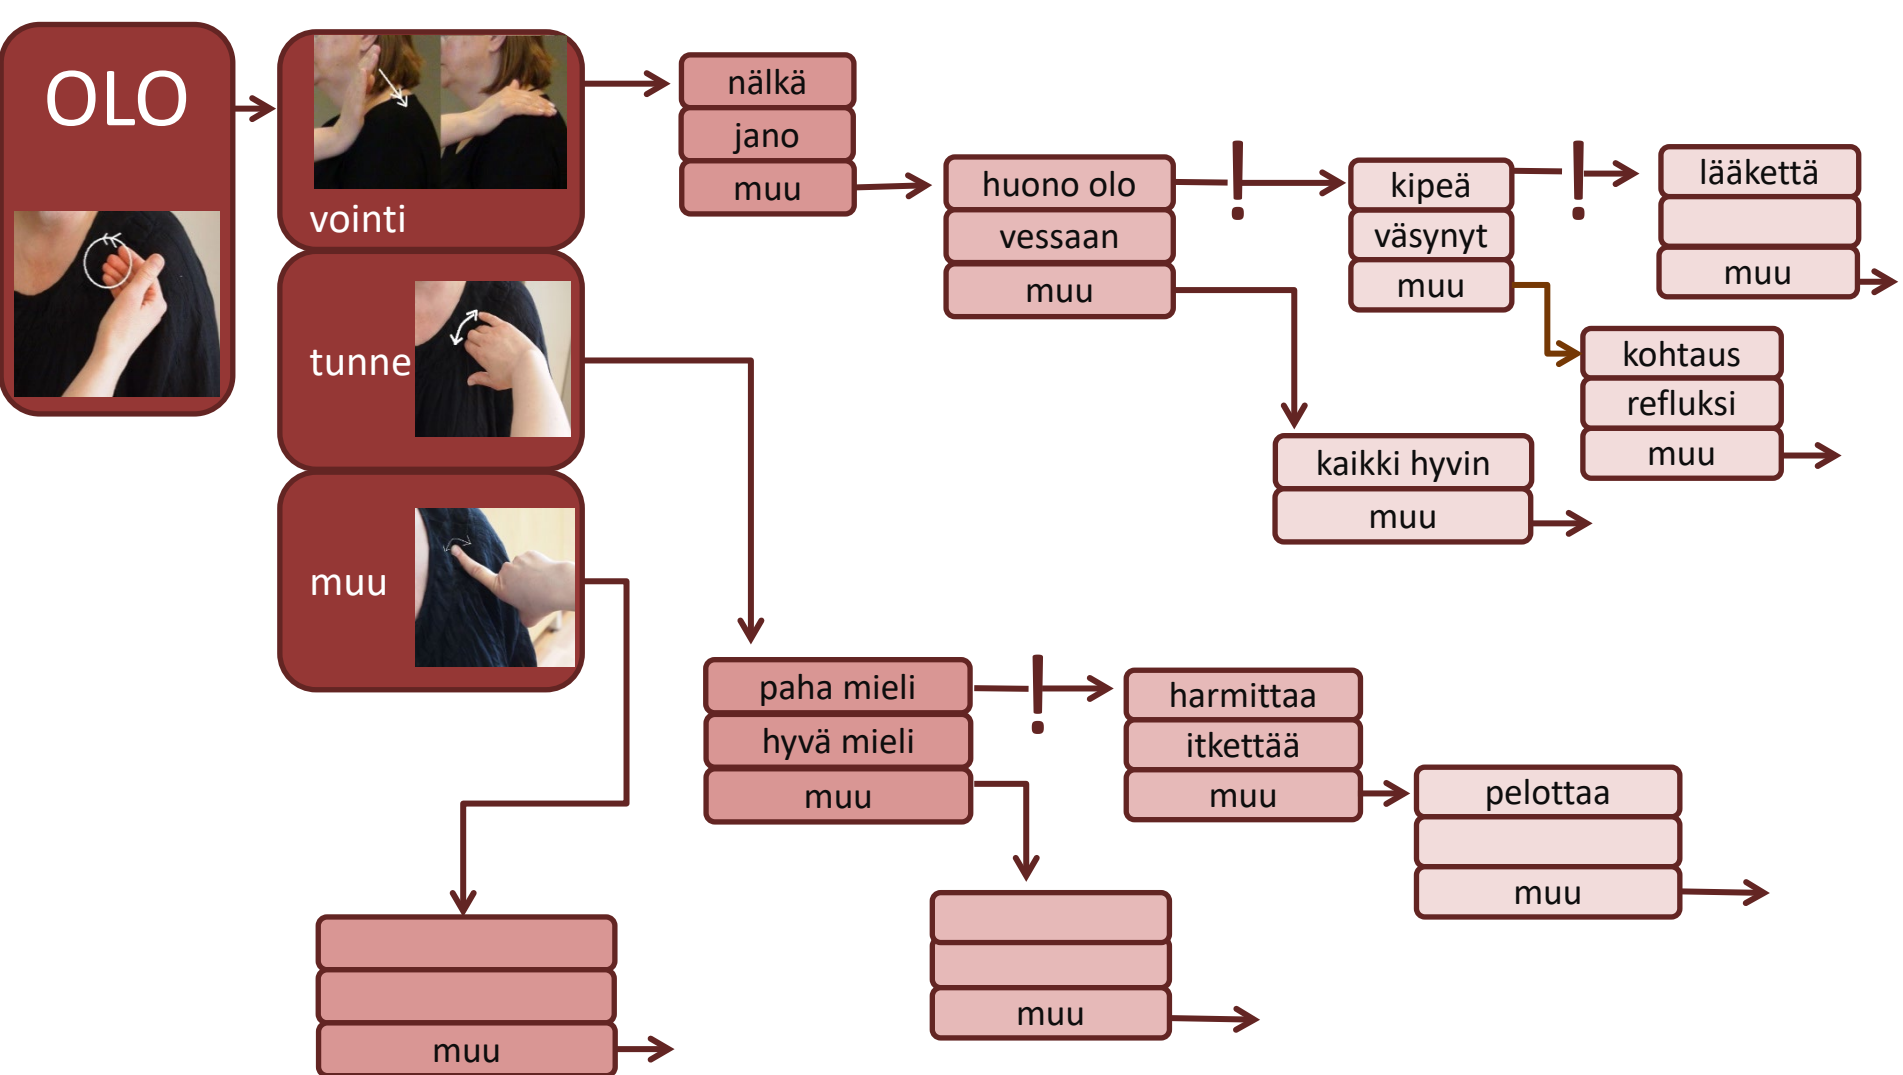 OLO
vointi
tunne
muu
nälkä
jano
muu
huono olo
vessaan
muu
!
kipeä
väsynyt
muu
!
lääkettä
muu
kohtaus
refluksi
muu
kaikki hyvin
muu
paha mieli
hyvä mieli
muu
!
harmittaa
itkettää
muu
pelottaa
muu
muu
muu